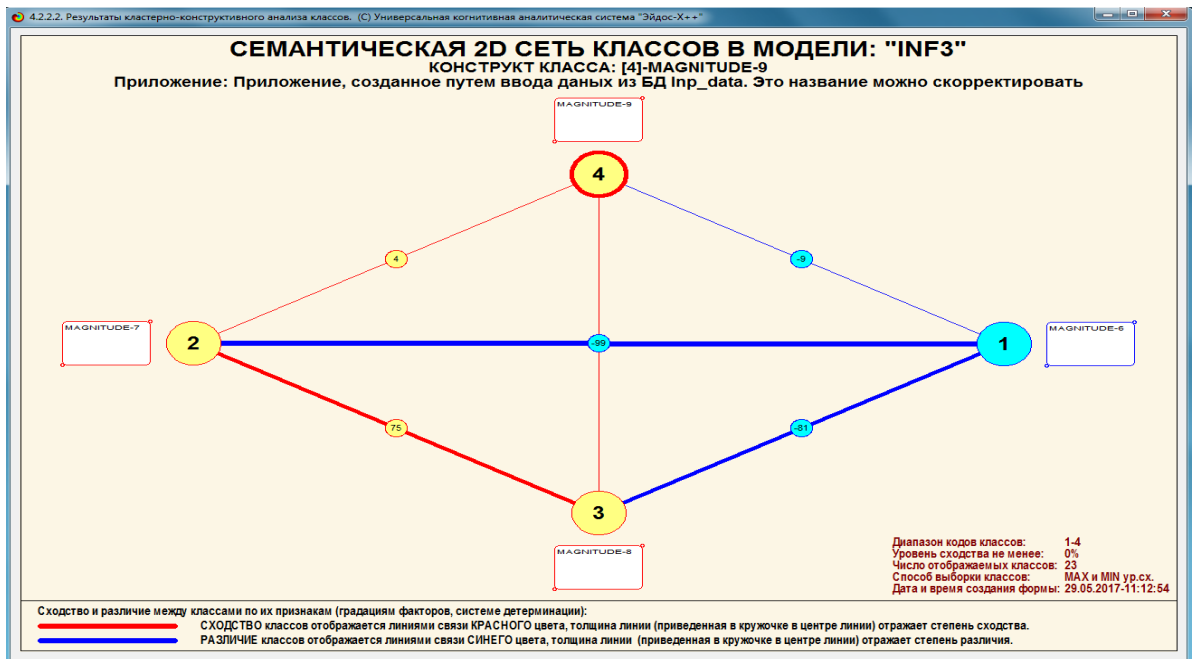 4.2.2.2. Результаты кластерно-конструктивного анализа классов. (С) Универсальная когнитивная аналитическая система "Эйдос-Х++"
СЕМАНТИЧЕСКАЯ 2D СЕТЬ КЛАССОВ В МОДЕЛИ: "INF3"
КОНСТРУКТ КЛАССА: [4]-MAGNITUDE-9
Приложение: Приложение, созданное путем ввода даных из БД Inp_data. Это название можно скорректировать
MAGNITUDE-9
4
4
-9
MAGNITUDE-7
2
-99
1
MAGNITUDE-6
75
-81
3
MAGNITUDE-8
Диапазон кодов классов: 1-4
Уровень сходства не менее: 0%
Число отображаемых классов: 23
Способ выборки классов: MAX и MIN ур.сх.
Дата и время создания формы: 29.05.2017-11:12:54
Сходство и различие между классами по их признакам (градациям факторов, системе детерминации):
СХОДСТВО классов отображается линиями связи КРАСНОГО цвета, толщина линии (приведенная в кружочке в центре линии) отражает степень сходства.
РАЗЛИЧИЕ классов отображается линиями связи СИНЕГО цвета, толщина линии (приведенная в кружочке в центре линии) отражает степень различия.